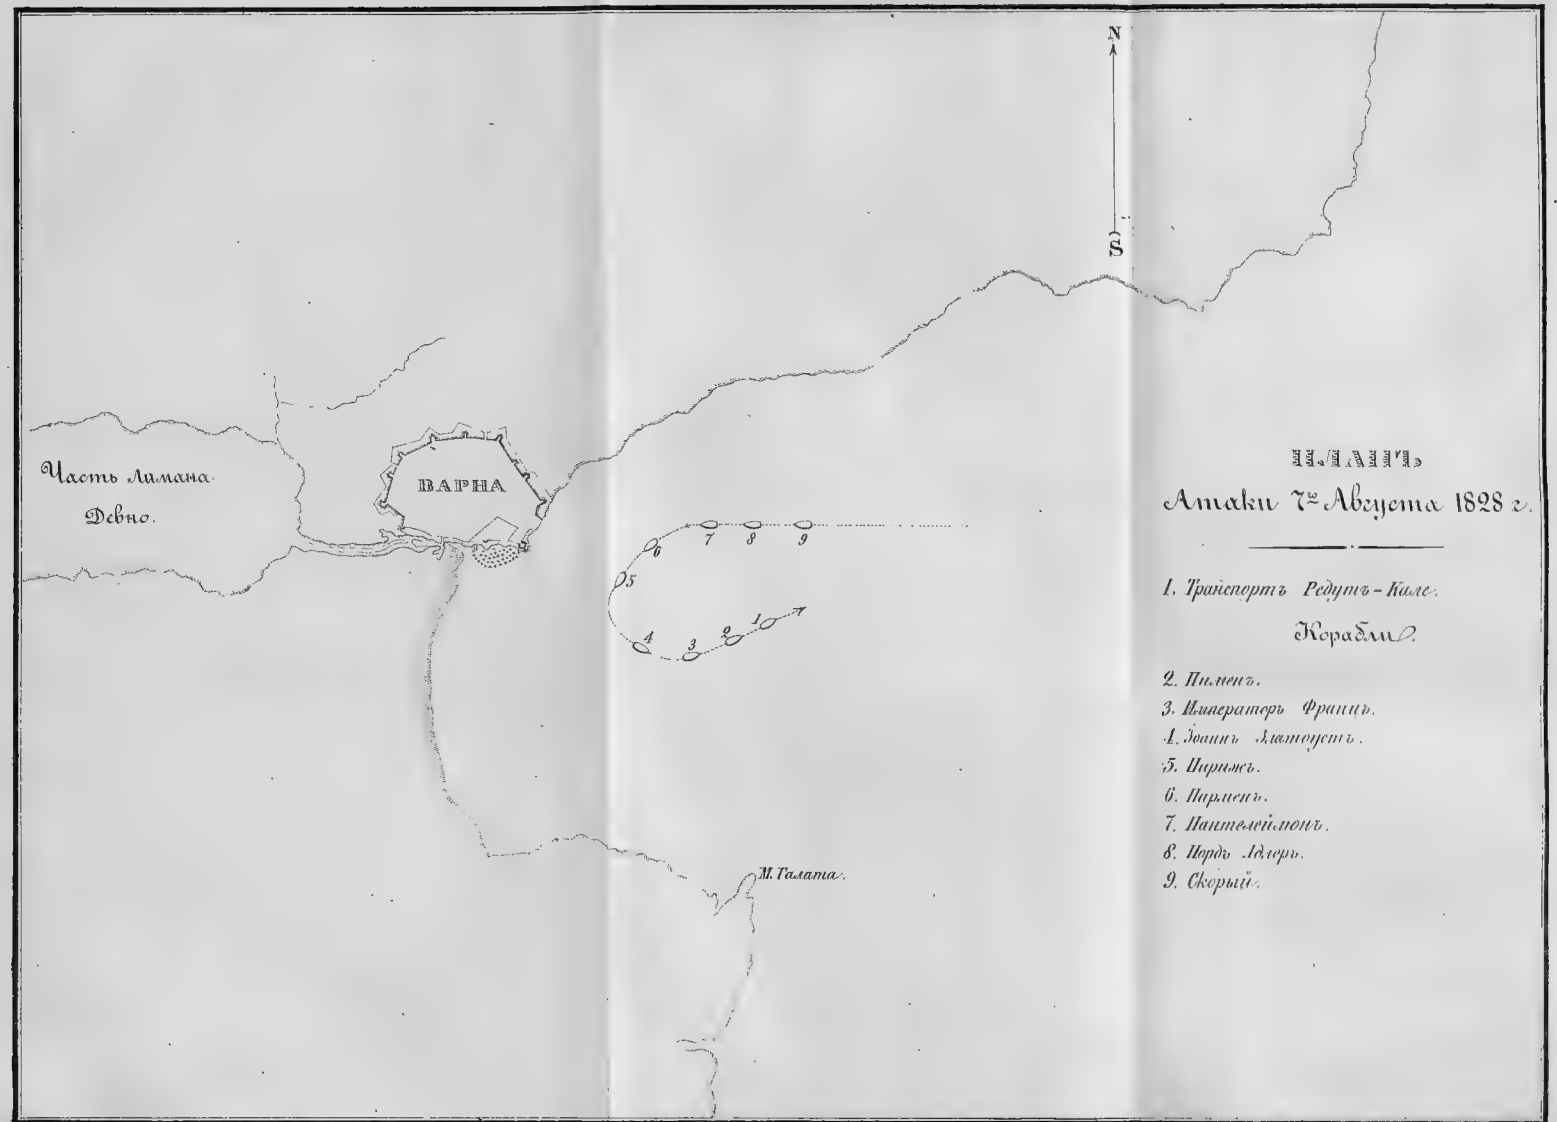 N
S
Часть Лимана
Девно.
ВАРНА
6
7
8
9
5
4
3
2
1
М. Галата.
ПЛАНЪ
Атаки 7го Августа 1828 г.
1. Транспортъ Редутъ-Кале.
Корабли.
2. Пименъ.
3. Императоръ Францъ.
4. Іоаннъ Златоустъ.
5. Парижъ.
6. Парменъ.
7. Пантелеймонъ.
8. Нордъ Адлеръ.
9. Скорый.